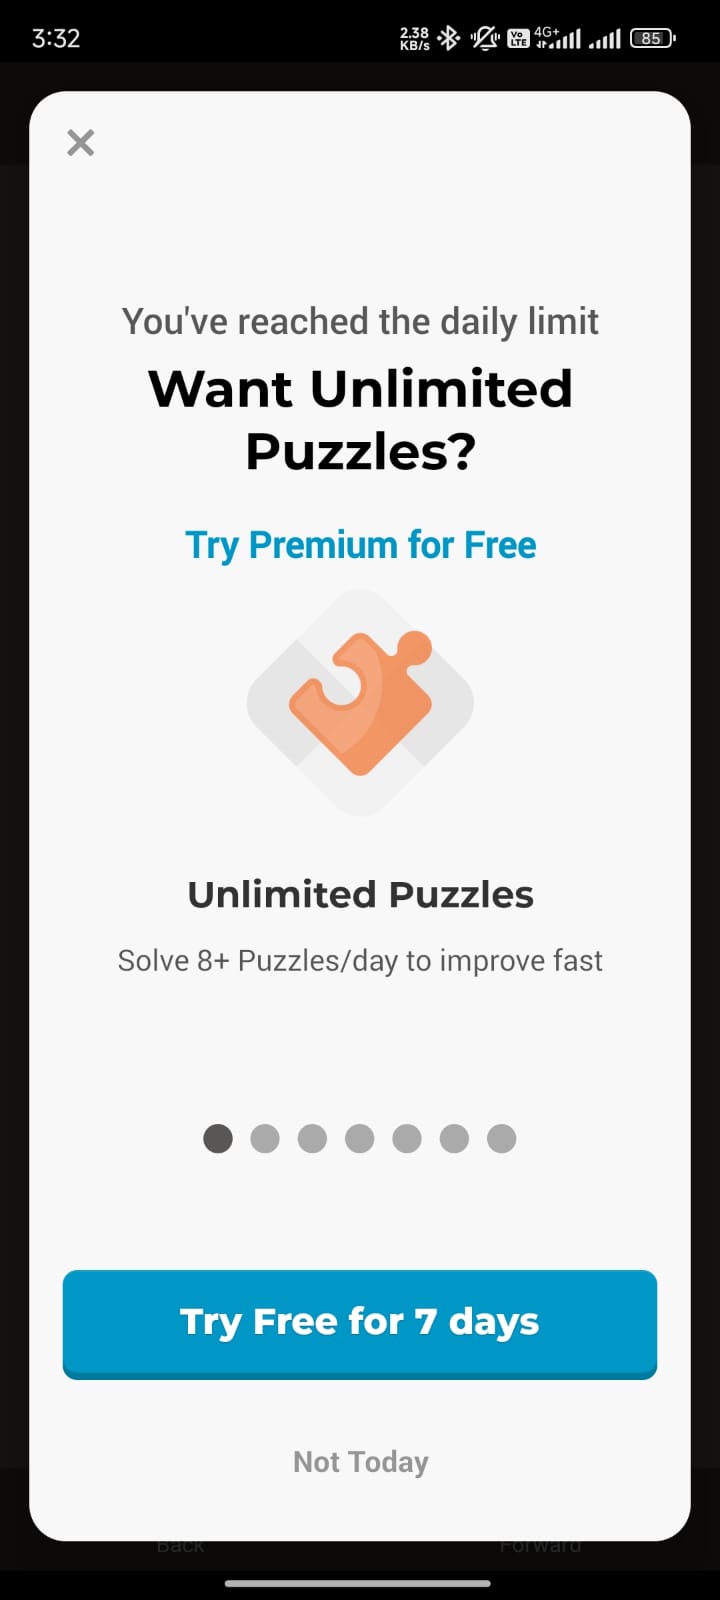 3:32
2.38
KB/s
Vo
LTE
4G+
85
You've reached the daily limit
Want Unlimited
Puzzles?
Try Premium for Free
Unlimited Puzzles
Solve 8+ Puzzles/day to improve fast
Try Free for 7 days
Not Today
Back Forward